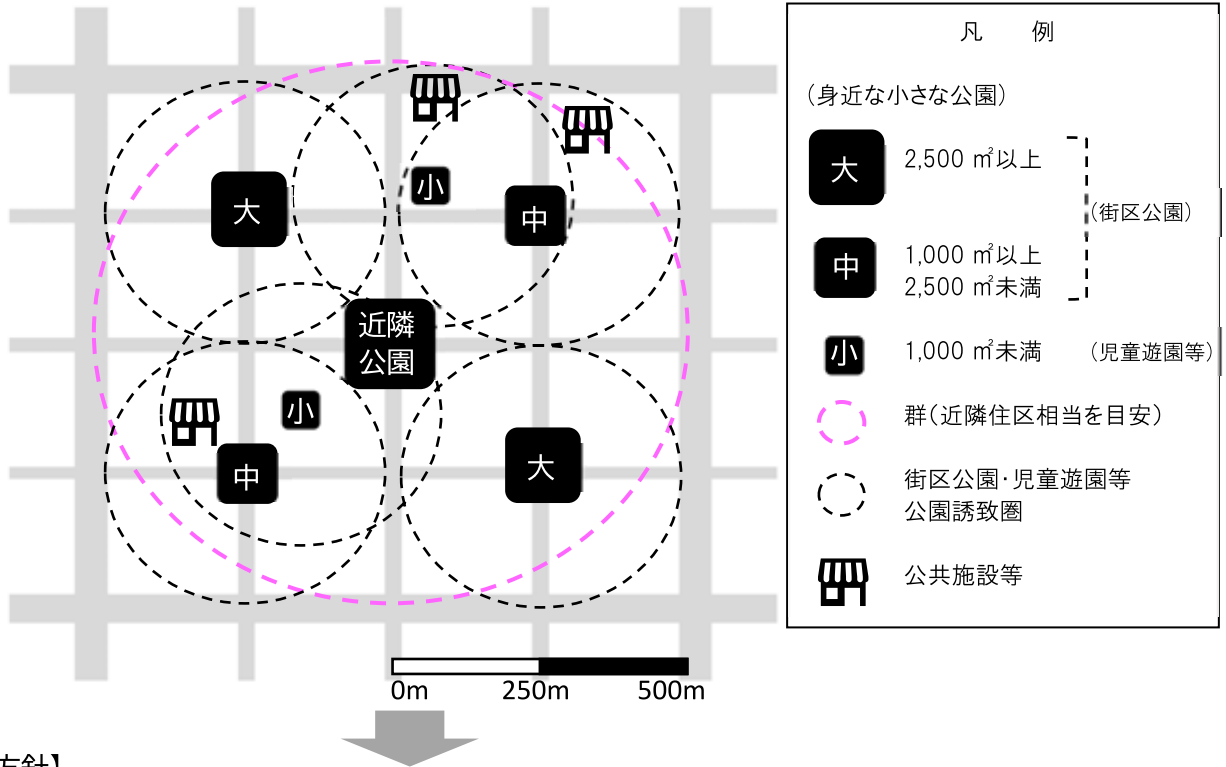 大
小
中
近隣
公園
小
中
大
0m 250m 500m
凡 例
（身近な小さな公園）
大 2,500 ㎡以上
（街区公園）
中 1,000 ㎡以上
2,500 ㎡未満
小 1,000 ㎡未満 （児童遊園等）
群（近隣住区相当を目安）
街区公園･児童遊園等
公園誘致圏
公共施設等
方針】